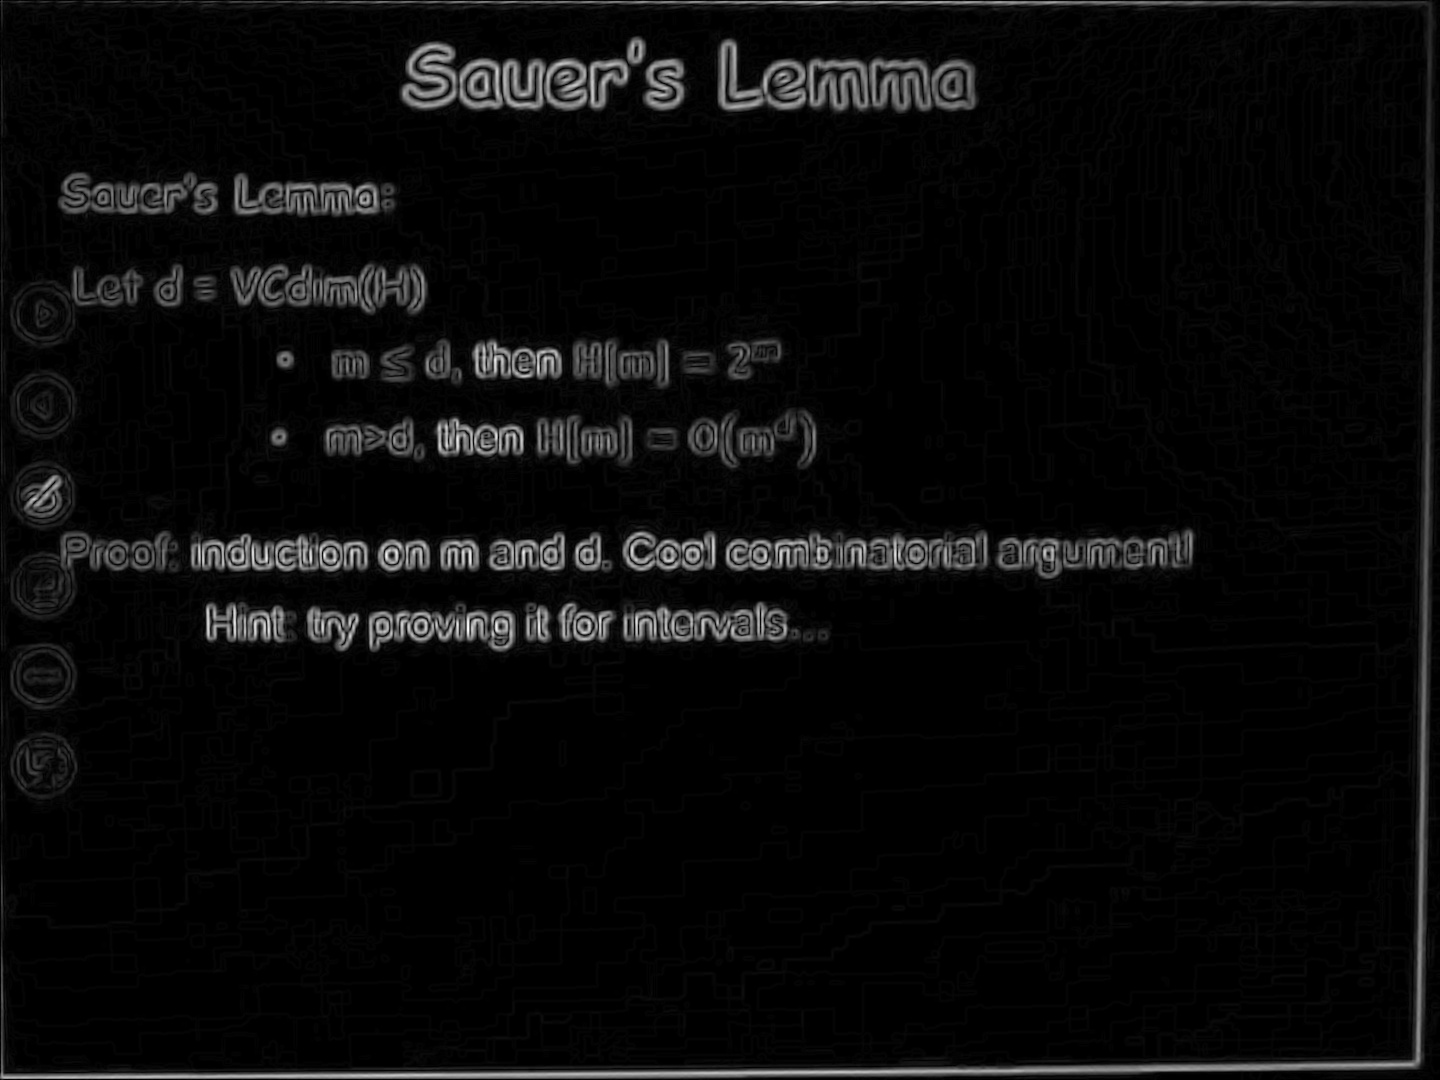 Sauer's Lemma
Sauer's Lemma:
Let d = VCdim(H)
• m ≤ d, then H[m] = 2^m
• m>d, then H[m] = O(m^d)
Proof: induction on m and d. Cool combinatorial argument!
Hint: try proving it for intervals...